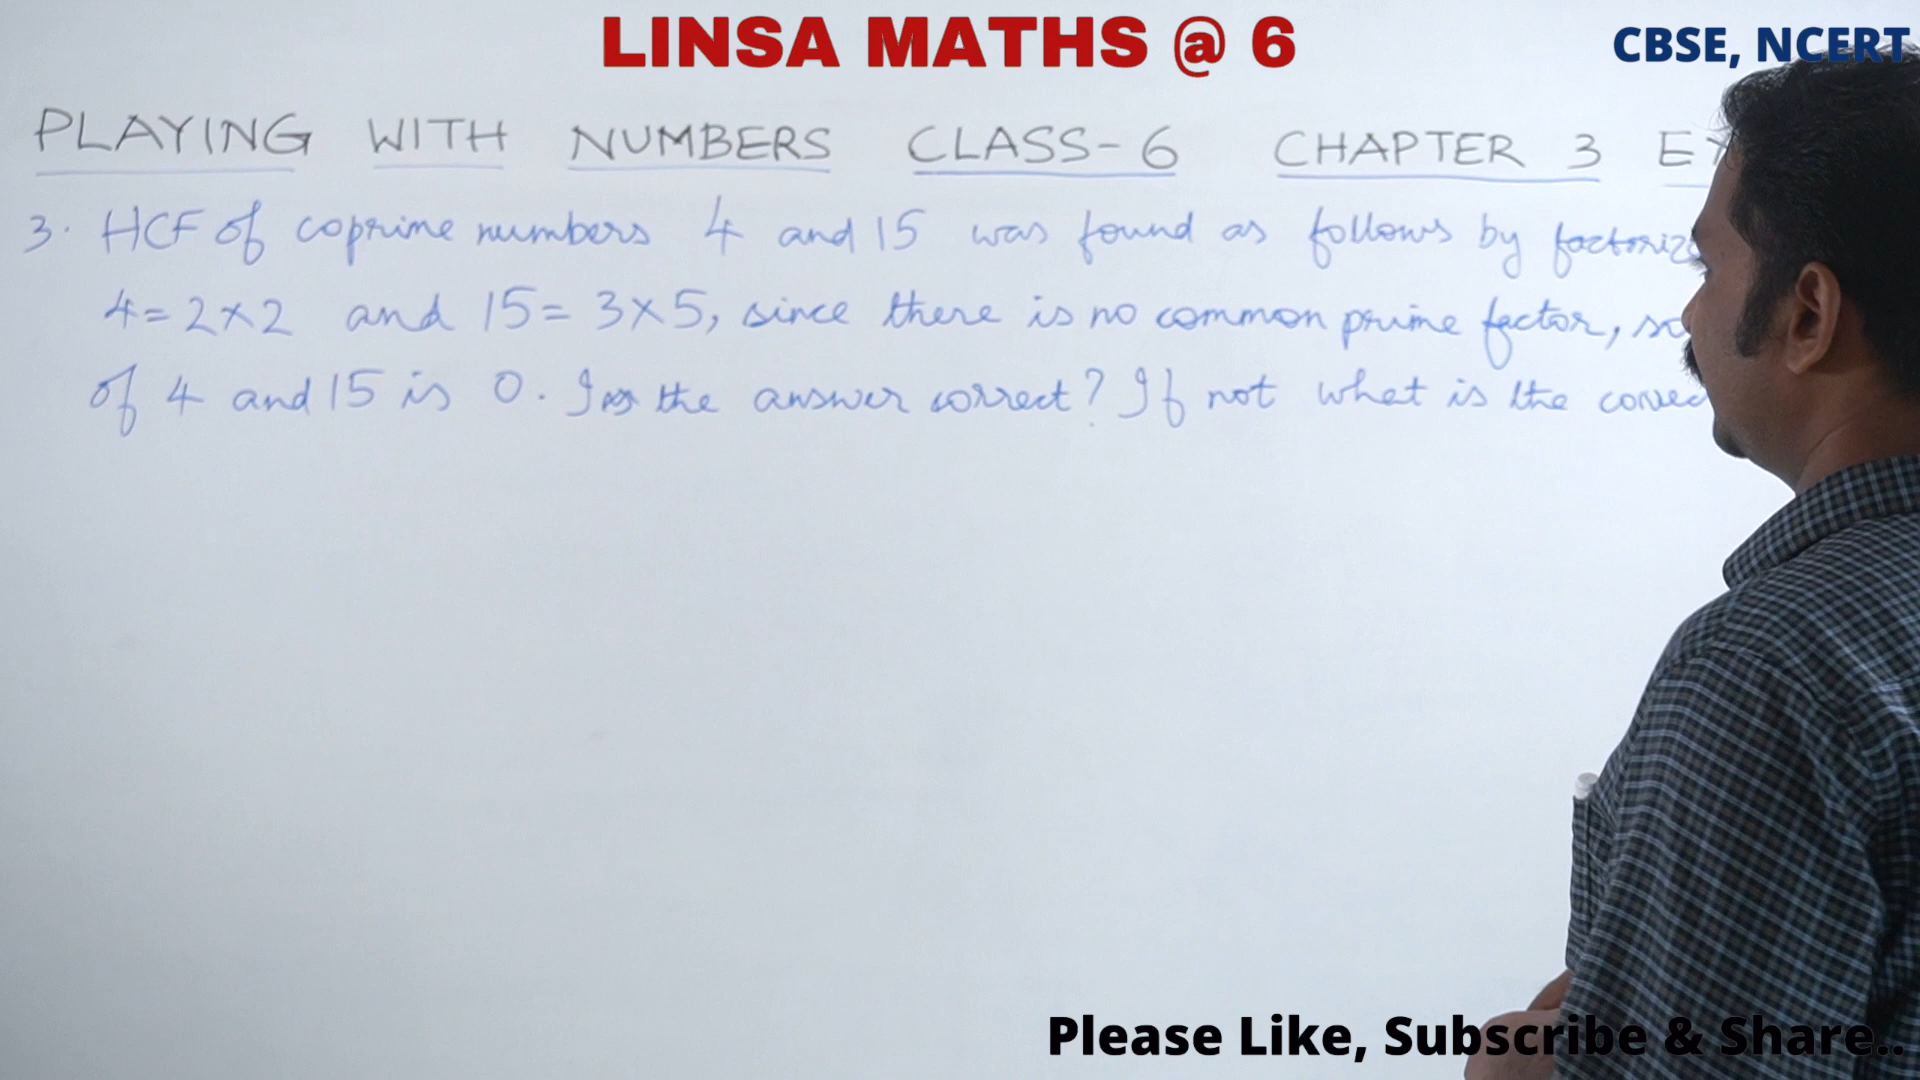 LINSA MATHS @ 6
CBSE, NCERT
PLAYING WITH NUMBERS CLASS-6 CHAPTER 3
3. HCF of coprime numbers 4 and 15 was found as follows by
4=2×2 and 15= 3×5, since there is no common prime factor, so
of 4 and 15 is 0. Is the answer correct? If not what is the
Please Like, Subscribe & Share..